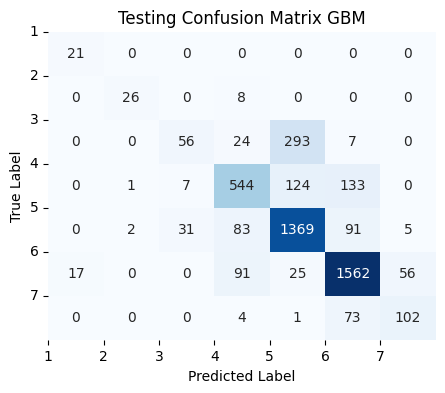 Testing Confusion Matrix GBM
1
21 0 0 0 0 0 0
2
0 26 0 8 0 0 0
3
0 0 56 24 293 7 0
4
0 1 7 544 124 133 0
5
0 2 31 83 1369 91 5
6
17 0 0 91 25 1562 56
7
0 0 0 4 1 73 102
1 2 3 4 5 6 7
True Label
Predicted Label